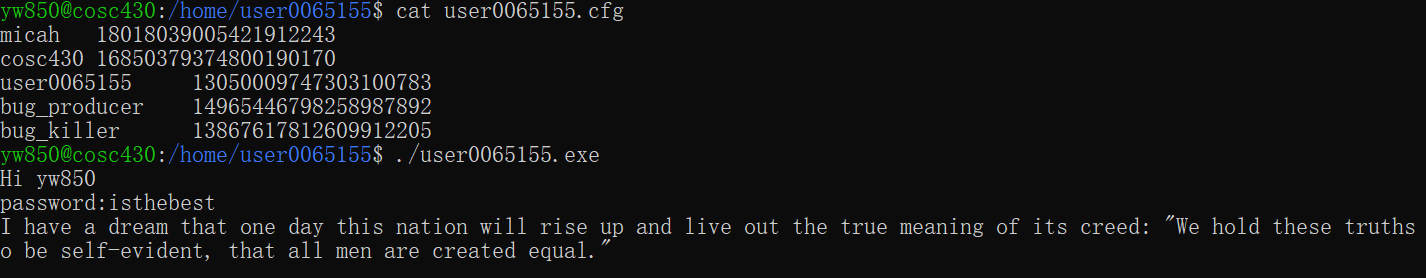 yw850@cosc430:/home/user0065155$ cat user0065155.cfg
micah   18018039005421912243
cosc430 16850379374800190170
user0065155     13050009747303100783
bug_producer    14965446798258987892
bug_killer      13867617812609912205
yw850@cosc430:/home/user0065155$ ./user0065155.exe
Hi yw850
password:isthebest
I have a dream that one day this nation will rise up and live out the true meaning of its creed: "We hold these truths
o be self-evident, that all men are created equal."